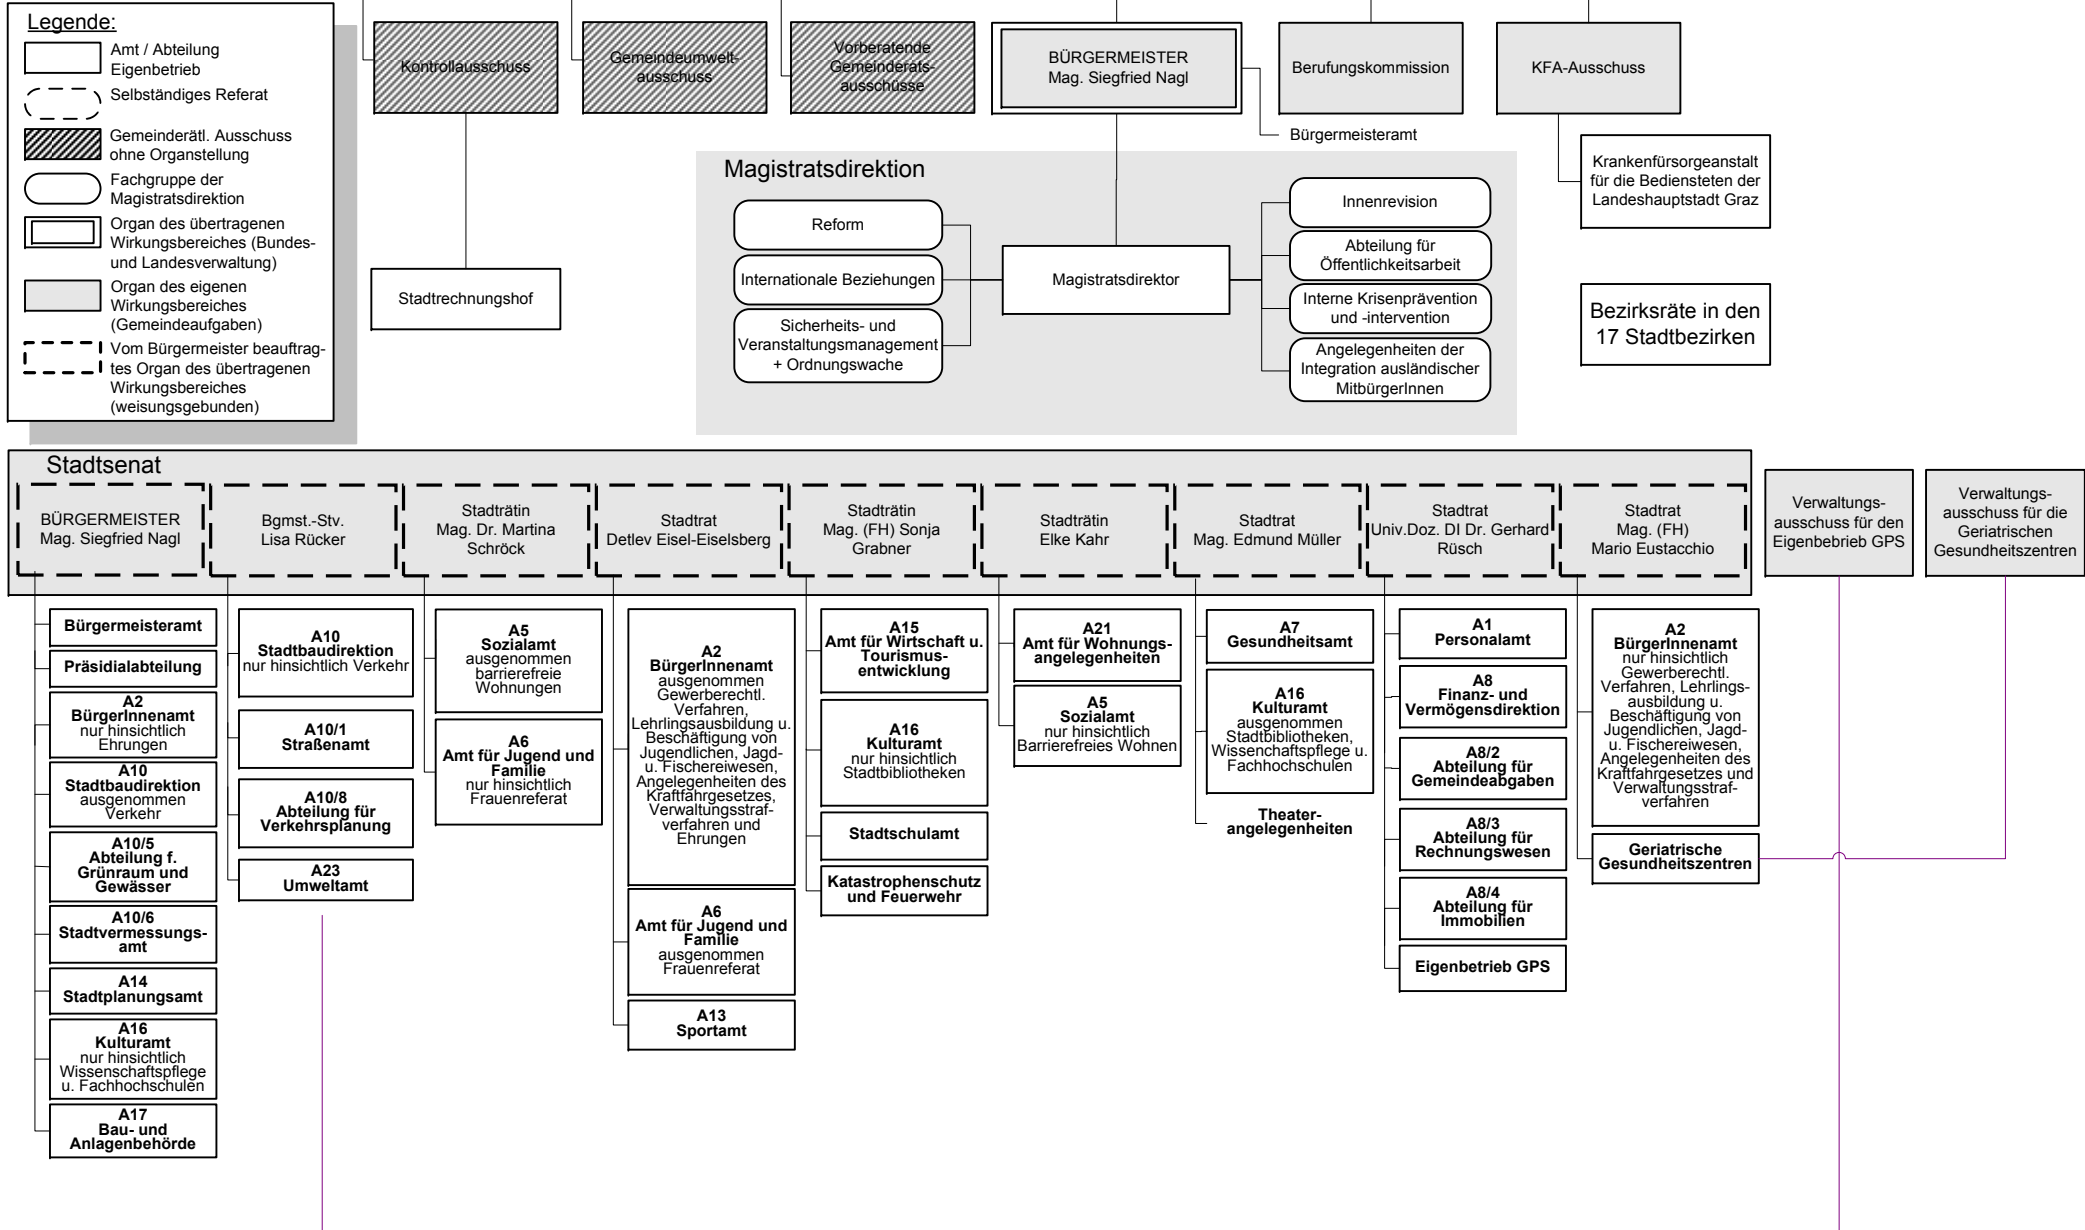 Legende:
Amt / Abteilung
Eigenbetrieb
Selbständiges Referat
Gemeinderätl. Ausschuss
ohne Organstellung
Fachgruppe der
Magistratsdirektion
Organ des übertragenen
Wirkungsbereiches (Bundes-
und Landesverwaltung)
Organ des eigenen
Wirkungsbereiches
(Gemeindeaufgaben)
Vom Bürgermeister beauftrag-
tes Organ des übertragenen
Wirkungsbereiches
(weisungsgebunden)
Kontrollausschuss
Gemeindeumwelt-
ausschuss
Vorberatende
Gemeinderats-
ausschüsse
BÜRGERMEISTER
Mag. Siegfried Nagl
Berufungskommission
KFA-Ausschuss
Bürgermeisteramt
Krankenfürsorgeanstalt
für die Bediensteten der
Landeshauptstadt Graz
Stadtrechnungshof
Magistratsdirektion
Reform
Internationale Beziehungen
Sicherheits- und
Veranstaltungsmanagement
+ Ordnungswache
Magistratsdirektor
Innenrevision
Abteilung für
Öffentlichkeitsarbeit
Interne Krisenprävention
und -intervention
Angelegenheiten der
Integration ausländischer
MitbürgerInnen
Bezirksräte in den
17 Stadtbezirken
Stadtsenat
BÜRGERMEISTER
Mag. Siegfried Nagl
Bgmst.-Stv.
Lisa Rücker
Stadträtin
Mag. Dr. Martina
Schröck
Stadtrat
Detlev Eisel-Eiselsberg
Stadträtin
Mag. (FH) Sonja
Grabner
Stadträtin
Elke Kahr
Stadtrat
Mag. Edmund Müller
Stadtrat
Univ.Doz. DI Dr. Gerhard
Rüsch
Stadtrat
Mag. (FH)
Mario Eustacchio
Verwaltungs-
ausschuss für den
Eigenbebrieb GPS
Verwaltungs-
ausschuss für die
Geriatrischen
Gesundheitszentren
Bürgermeisteramt
Präsidialabteilung
A2
BürgerInnenamt
nur hinsichtlich
Ehrungen
A10
Stadtbaudirektion
ausgenommen
Verkehr
A10/5
Abteilung f.
Grünraum und
Gewässer
A10/6
Stadtvermessungs-
amt
A14
Stadtplanungsamt
A16
Kulturamt
nur hinsichtlich
Wissenschaftspflege
u. Fachhochschulen
A17
Bau- und
Anlagenbehörde
A10
Stadtbaudirektion
nur hinsichtlich Verkehr
A10/1
Straßenamt
A10/8
Abteilung für
Verkehrsplanung
A23
Umweltamt
A5
Sozialamt
ausgenommen
barrierefreie
Wohnungen
A6
Amt für Jugend und
Familie
nur hinsichtlich
Frauenreferat
A2
BürgerInnenamt
ausgenommen
Gewerberechtl.
Verfahren,
Lehrlingsausbildung u.
Beschäftigung von
Jugendlichen, Jagd-
u. Fischereiwesen,
Angelegenheiten des
Kraftfahrgesetzes,
Verwaltungsstraf-
verfahren und
Ehrungen
A6
Amt für Jugend und
Familie
ausgenommen
Frauenreferat
A13
Sportamt
A15
Amt für Wirtschaft u.
Tourismus-
entwicklung
A16
Kulturamt
nur hinsichtlich
Stadtbibliotheken
Stadtschulamt
Katastrophenschutz
und Feuerwehr
A21
Amt für Wohnungs-
angelegenheiten
A5
Sozialamt
nur hinsichtlich
Barrierefreies Wohnen
A7
Gesundheitsamt
A16
Kulturamt
ausgenommen
Stadtbibliotheken,
Wissenchaftspflege u.
Fachhochschulen
Theater-
angelegenheiten
A1
Personalamt
A8
Finanz- und
Vermögensdirektion
A8/2
Abteilung für
Gemeindeabgaben
A8/3
Abteilung für
Rechnungswesen
A8/4
Abteilung für
Immobilien
Eigenbetrieb GPS
A2
BürgerInnenamt
nur hinsichtlich
Gewerberechtl.
Verfahren, Lehrlings-
ausbildung u.
Beschäftigung von
Jugendlichen, Jagd-
u. Fischereiwesen,
Angelegenheiten des
Kraftfahrgesetzes und
Verwaltungsstraf-
verfahren
Geriatrische
Gesundheitszentren